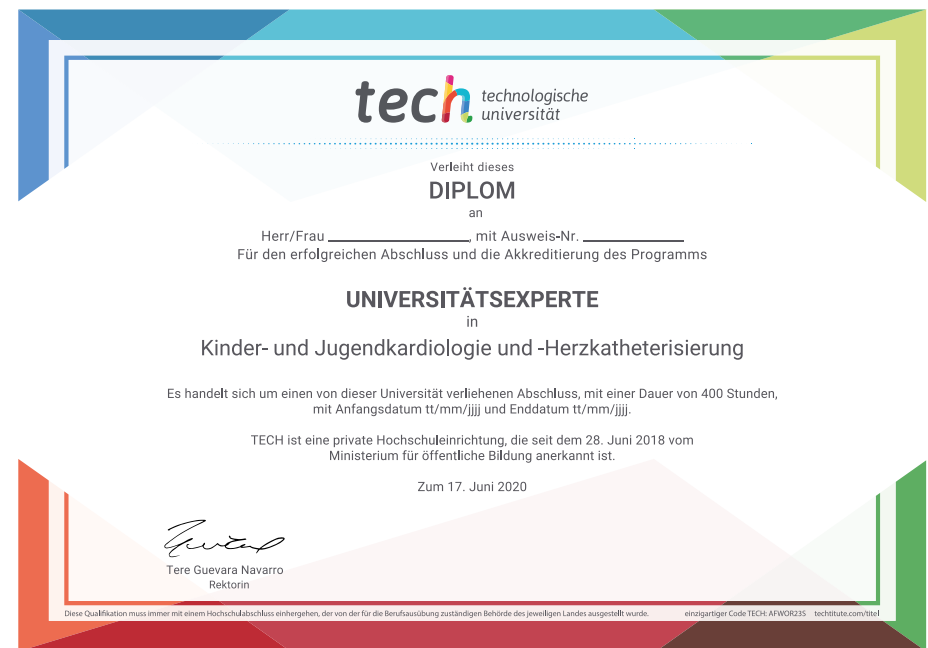 tech technologische
universität
Verleiht dieses
DIPLOM
an
Herr/Frau ____________________, mit Ausweis-Nr. ______________
Für den erfolgreichen Abschluss und die Akkreditierung des Programms
UNIVERSITÄTSEXPERTE
in
Kinder- und Jugendkardiologie und -Herzkatheterisierung
Es handelt sich um einen von dieser Universität verliehenen Abschluss, mit einer Dauer von 400 Stunden,
mit Anfangsdatum tt/mm/jjjj und Enddatum tt/mm/jjjj.
TECH ist eine private Hochschuleinrichtung, die seit dem 28. Juni 2018 vom
Ministerium für öffentliche Bildung anerkannt ist.
Zum 17. Juni 2020
Tere Guevara Navarro
Rektorin
Diese Qualifikation muss immer mit einem Hochschulabschluss einhergehen, der von der für die Berufsausübung zuständigen Behörde des jeweiligen Landes ausgestellt wurde. einzigartiger Code TECH: AFWOR23S techtitute.com/titel